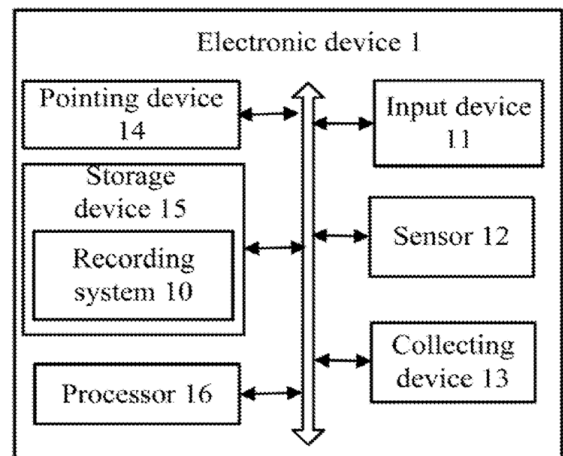 Electronic device 1
Pointing device
14
Input device
11
Storage
device 15
Recording
system 10
Sensor 12
Processor 16
Collecting
device 13